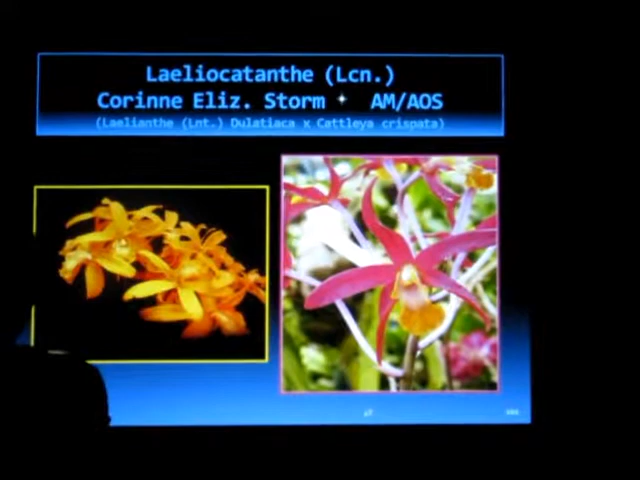 Laeliocatanthe (Lcn.)
Corinne Eliz. Storm ✦ AM/AOS
(Laelianthe (Lnt.) Dulatiaca x Cattleya crispata)